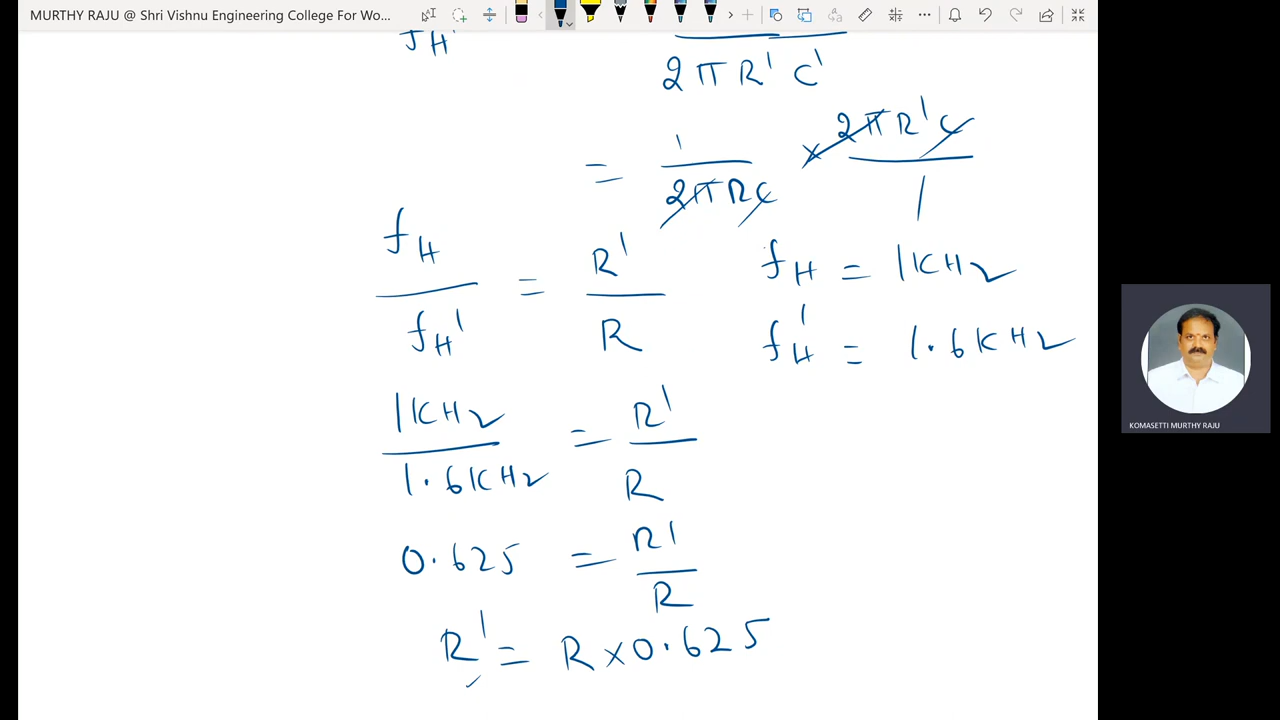 MURTHY RAJU @ Shri Vishnu Engineering College For Wo...
fH'
2πR'C'
= 1/2πRC × 2πR'C/1
fH/fH' = R'/R fH = 1KHz
fH' = 1.6KHz
1KHz/1.6KHz = R'/R
0.625 = R'/R
R' = R×0.625
KOMASETTI MURTHY RAJU